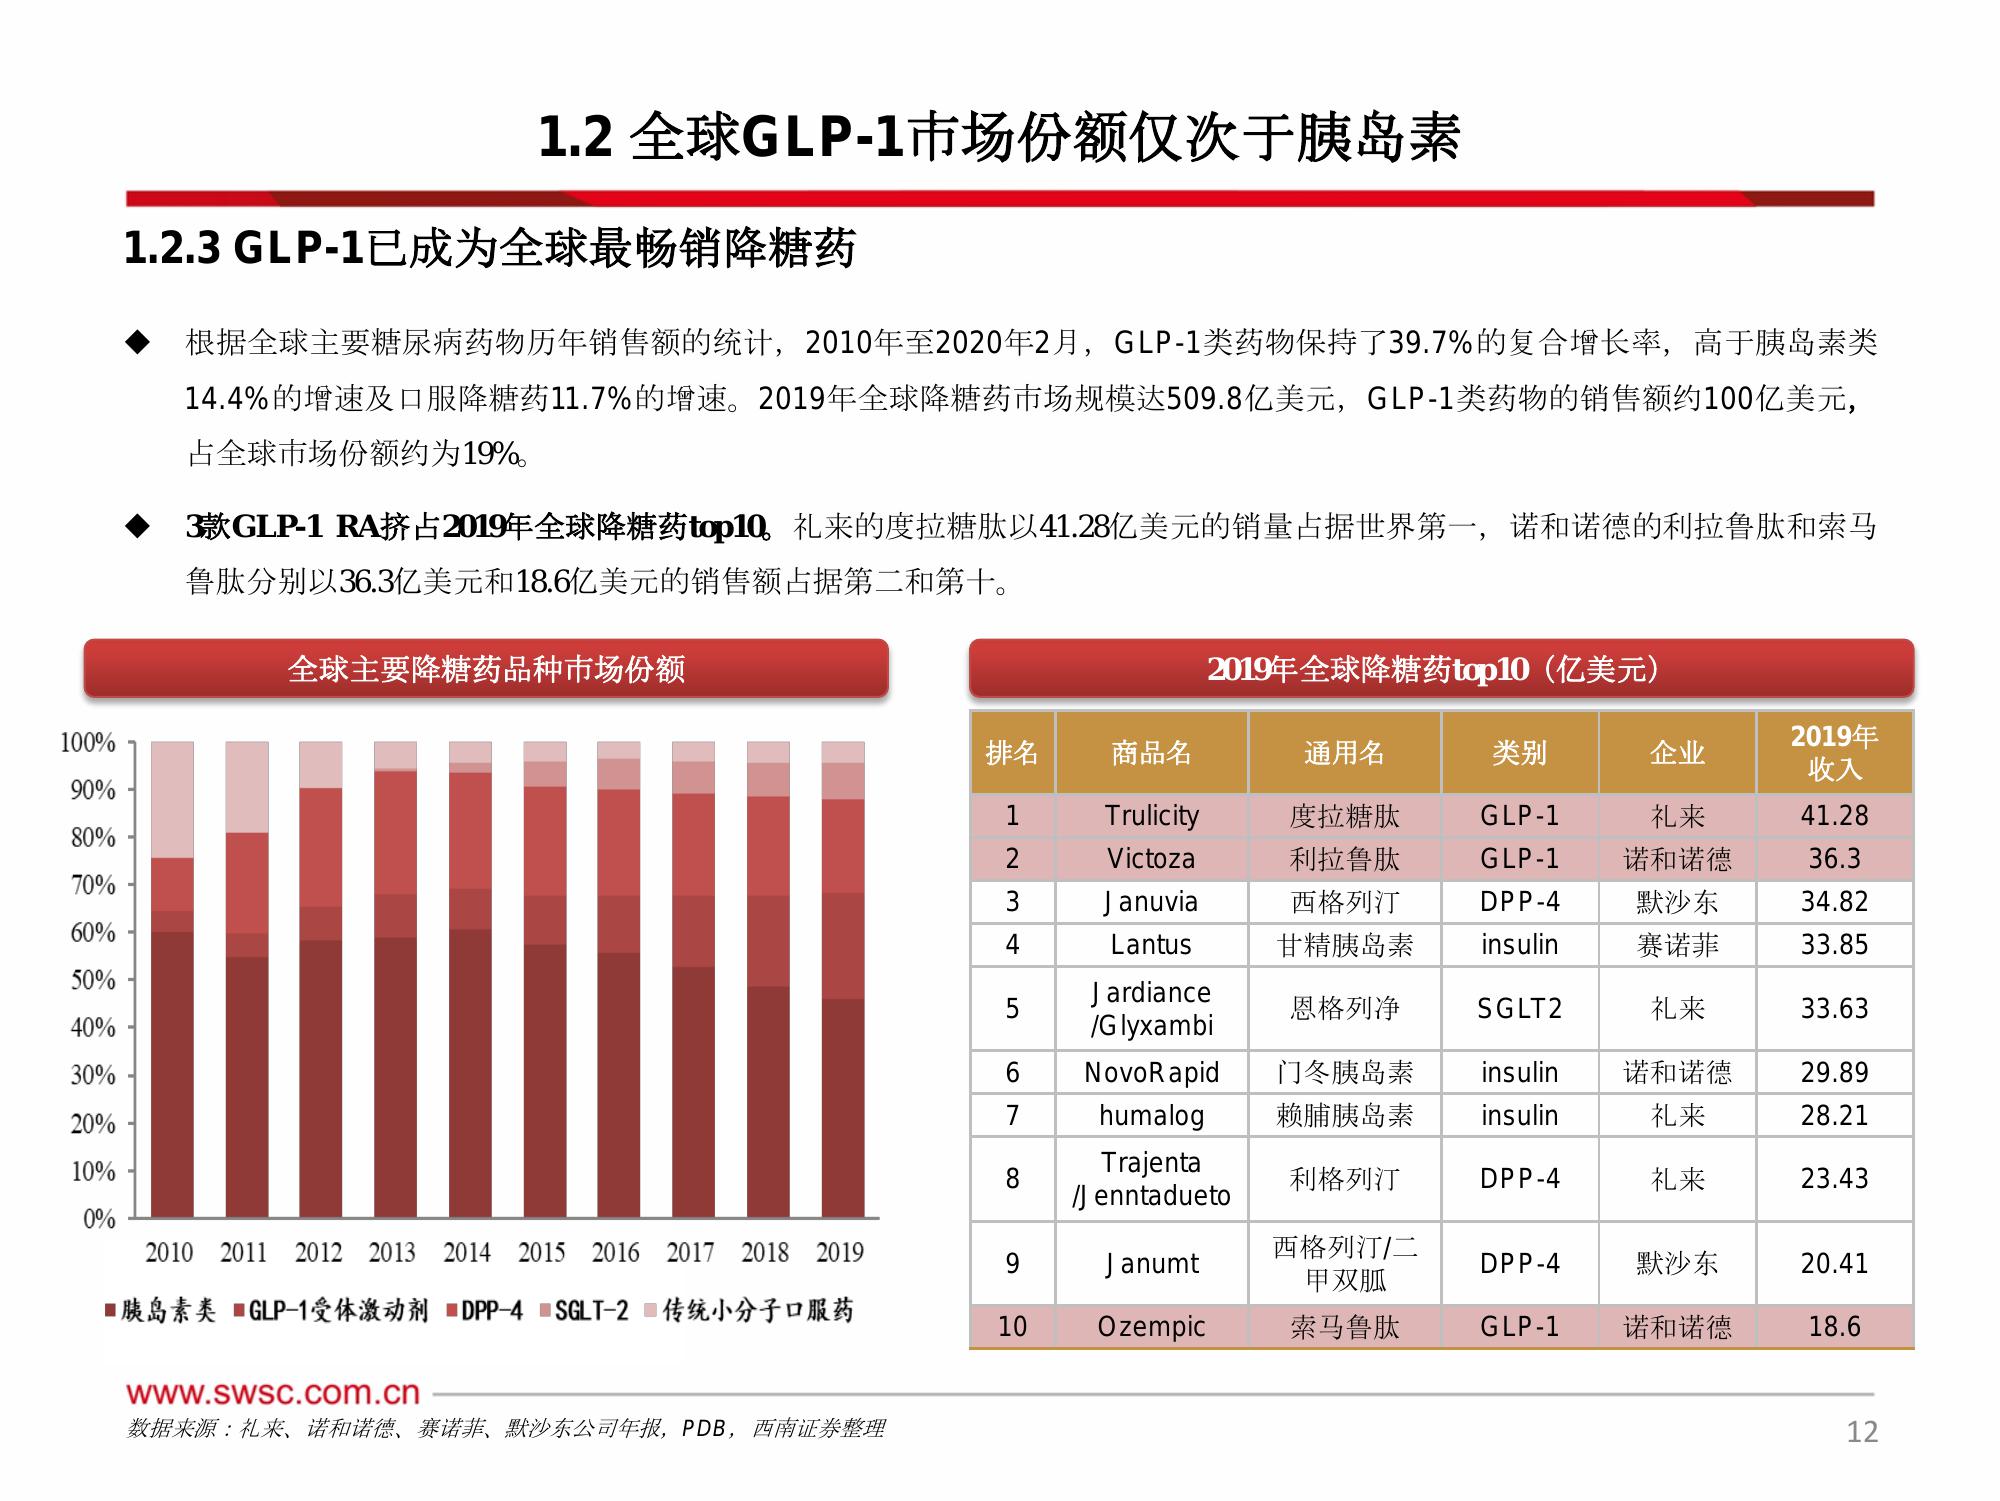 1.2 全球GLP-1市场份额仅次于胰岛素
1.2.3 GLP-1已成为全球最畅销降糖药
◆ 根据全球主要糖尿病药物历年销售额的统计，2010年至2020年2月，GLP-1类药物保持了39.7%的复合增长率，高于胰岛素类
14.4%的增速及口服降糖药11.7%的增速。2019年全球降糖药市场规模达509.8亿美元，GLP-1类药物的销售额约100亿美元，
占全球市场份额约为19%。
◆ 3款GLP-1 RA挤占2019年全球降糖药top10。礼来的度拉糖肽以41.28亿美元的销量占据世界第一，诺和诺德的利拉鲁肽和索马
鲁肽分别以36.3亿美元和18.6亿美元的销售额占据第二和第十。
全球主要降糖药品种市场份额
100%
90%
80%
70%
60%
50%
40%
30%
20%
10%
0%
2010 2011 2012 2013 2014 2015 2016 2017 2018 2019
胰岛素类 GLP-1受体激动剂 DPP-4 SGLT-2 传统小分子口服药
2019年全球降糖药top10（亿美元）
排名 商品名 通用名 类别 企业 2019年
收入
1 Trulicity 度拉糖肽 GLP-1 礼来 41.28
2 Victoza 利拉鲁肽 GLP-1 诺和诺德 36.3
3 Januvia 西格列汀 DPP-4 默沙东 34.82
4 Lantus 甘精胰岛素 insulin 赛诺菲 33.85
5 Jardiance
/Glyxambi 恩格列净 SGLT2 礼来 33.63
6 NovoRapid 门冬胰岛素 insulin 诺和诺德 29.89
7 humalog 赖脯胰岛素 insulin 礼来 28.21
8 Trajenta
/Jenntadueto 利格列汀 DPP-4 礼来 23.43
9 Janumt 西格列汀/二
甲双胍 DPP-4 默沙东 20.41
10 Ozempic 索马鲁肽 GLP-1 诺和诺德 18.6
www.swsc.com.cn
数据来源：礼来、诺和诺德、赛诺菲、默沙东公司年报，PDB，西南证券整理
12